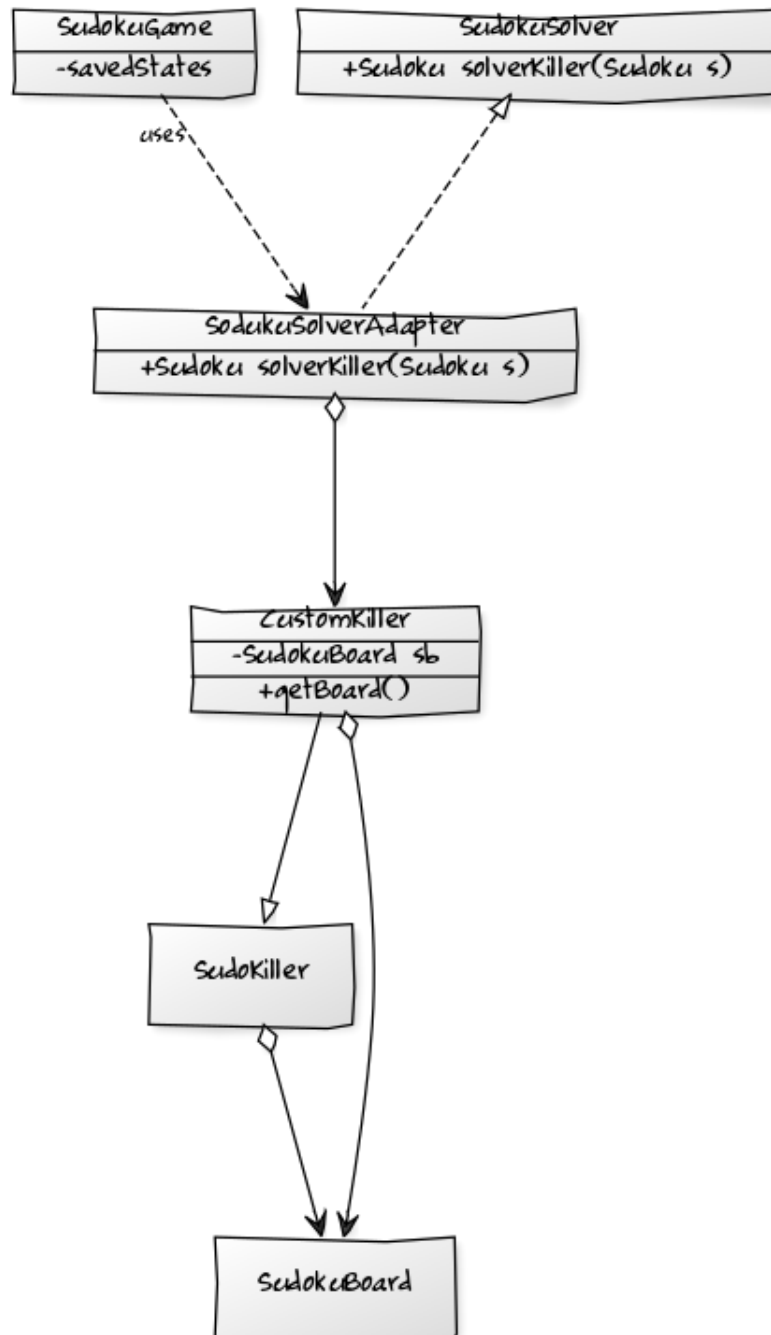 SudokuGame
-savedStates
SudokuSolver
+Sudoku solverKiller(Sudoku s)
uses
SodukuSolverAdapter
+Sudoku solverKiller(Sudoku s)
CustomKiller
-SudokuBoard sb
+getBoard()
SudoKiller
SudokuBoard